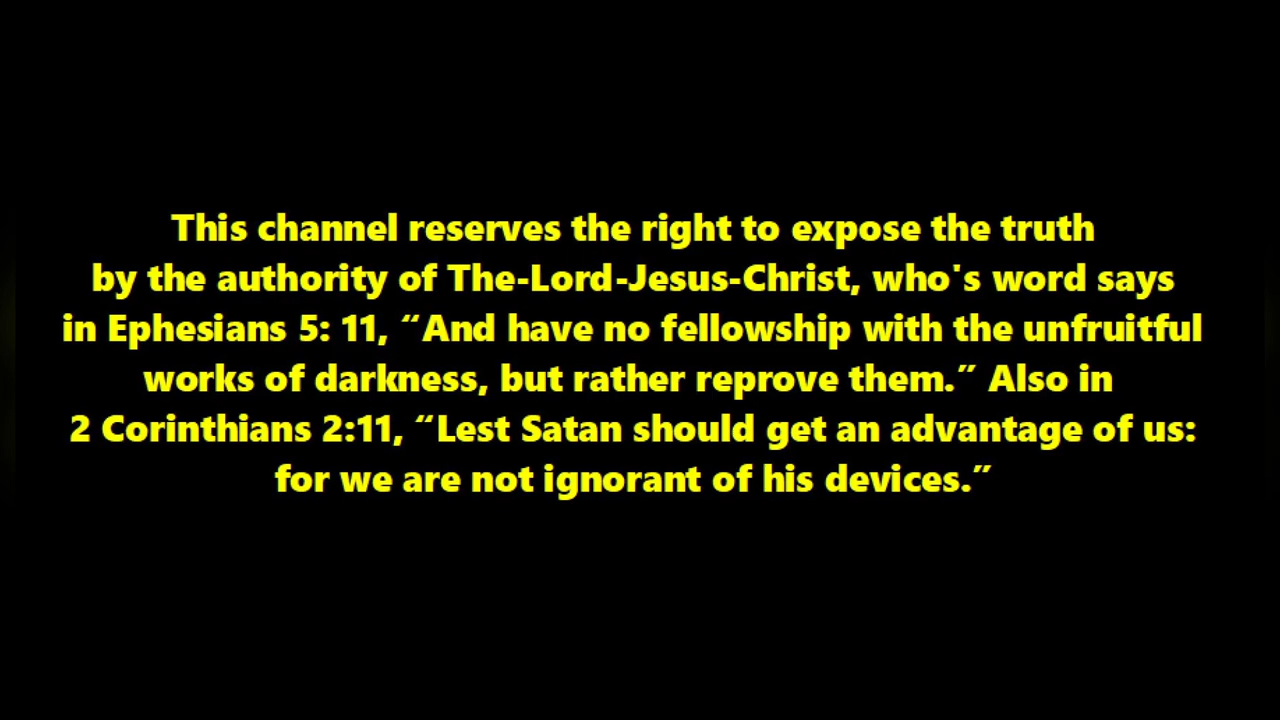 This channel reserves the right to expose the truth
by the authority of The-Lord-Jesus-Christ, who's word says
in Ephesians 5: 11, “And have no fellowship with the unfruitful
works of darkness, but rather reprove them.” Also in
2 Corinthians 2:11, “Lest Satan should get an advantage of us:
for we are not ignorant of his devices.”